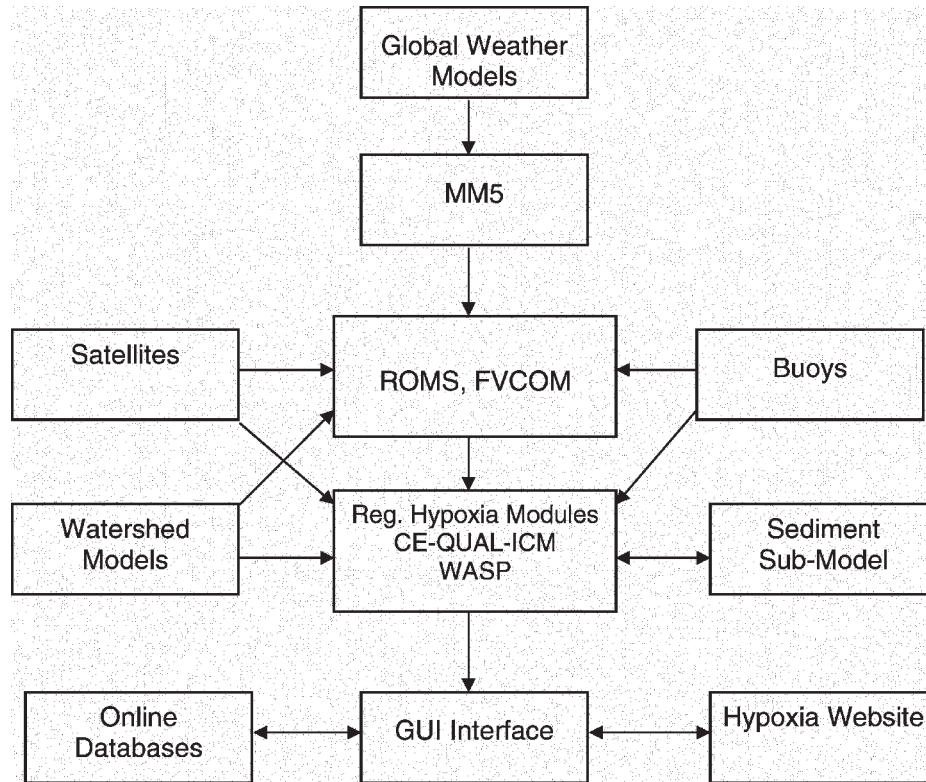 Global Weather
Models
MM5
Satellites
ROMS, FVCOM
Buoys
Watershed
Models
Reg. Hypoxia Modules
CE-QUAL-ICM
WASP
Sediment
Sub-Model
Online
Databases
GUI Interface
Hypoxia Website